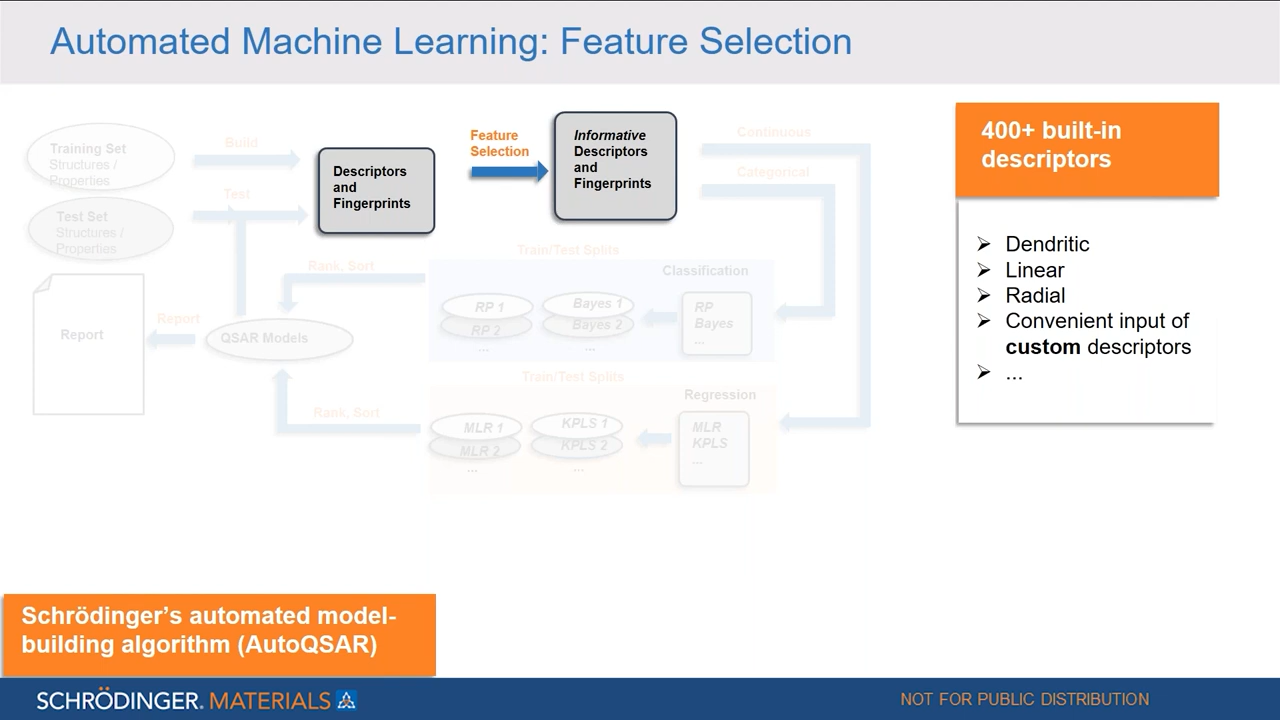 Automated Machine Learning: Feature Selection
Training Set
Structures /
Properties
Build
Test
Test Set
Structures /
Properties
Descriptors
and
Fingerprints
Feature
Selection
Informative
Descriptors
and
Fingerprints
Continuous
Categorical
400+ built-in
descriptors
➢ Dendritic
➢ Linear
➢ Radial
➢ Convenient input of
custom descriptors
➢ ...
Train/Test Splits
Rank, Sort
Classification
RP 1
RP 2
...
Bayes 1
Bayes 2
...
RP
Bayes
...
Report
Report
QSAR Models
Train/Test Splits
Rank, Sort
Regression
MLR 1
MLR 2
...
KPLS 1
KPLS 2
...
MLR
KPLS
...
Schrödinger’s automated model-
building algorithm (AutoQSAR)
SCHRÖDINGER. MATERIALS
NOT FOR PUBLIC DISTRIBUTION